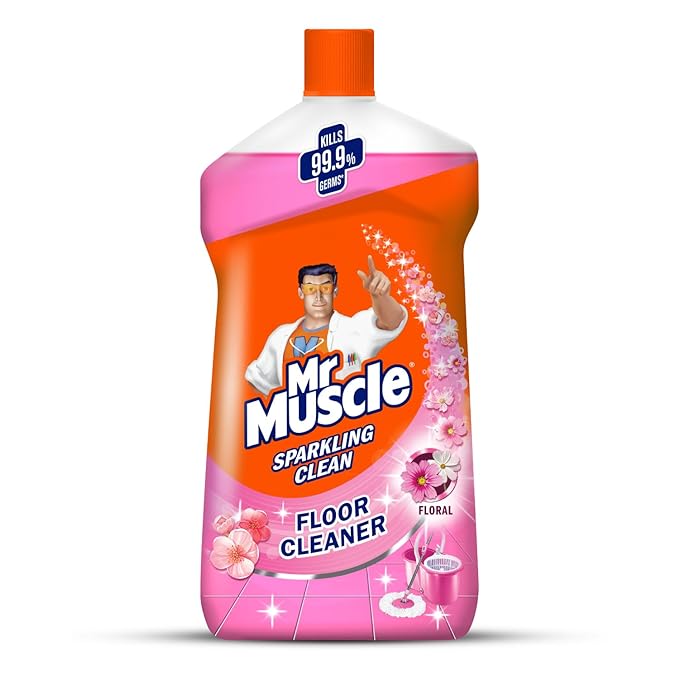 KILLS
99.9%
GERMS*
Mr
Muscle®
SPARKLING
CLEAN
FLORAL
FLOOR
CLEANER